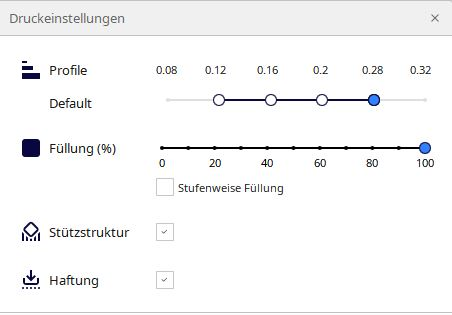 Druckeinstellungen
Profile 0.08 0.12 0.16 0.2 0.28 0.32
Default
Füllung (%)
0 20 40 60 80 100
Stufenweise Füllung
Stützstruktur
Haftung